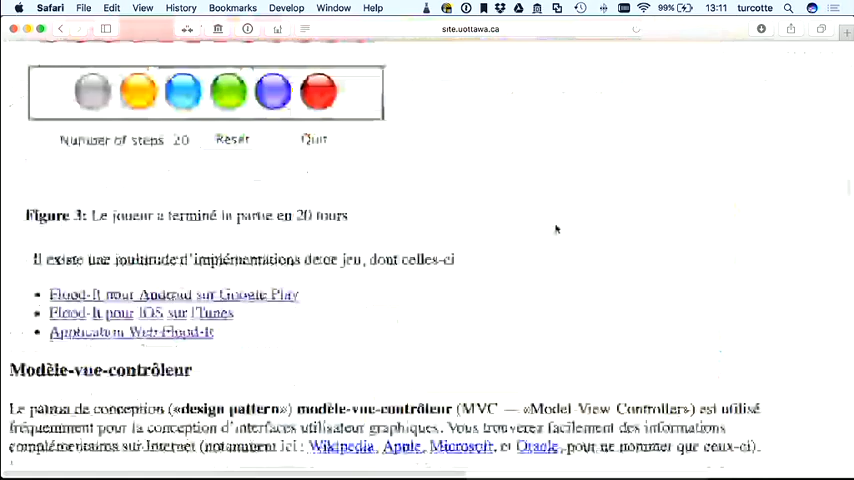 Safari File Edit View History Bookmarks Develop Window Help 99% 13:11 turcotte
site.uottawa.ca
Number of steps 20 Reset Quit
Figure 3: Le joueur a terminé la partie en 20 tours
Il existe une multitude d'implémentations de ce jeu, dont celles-ci
Flood-It pour Android sur Google Play
Flood-It pour iOS sur iTunes
Application Web Flood-It
Modèle-vue-contrôleur
Le patron de conception («design pattern») modèle-vue-contrôleur (MVC — «Model View Controller») est utilisé
fréquemment pour la conception d'interfaces utilisateur graphiques. Vous trouverez facilement des informations
complémentaires sur Internet (notamment ici : Wikipedia, Apple, Microsoft, et Oracle, pour ne nommer que ceux-ci).